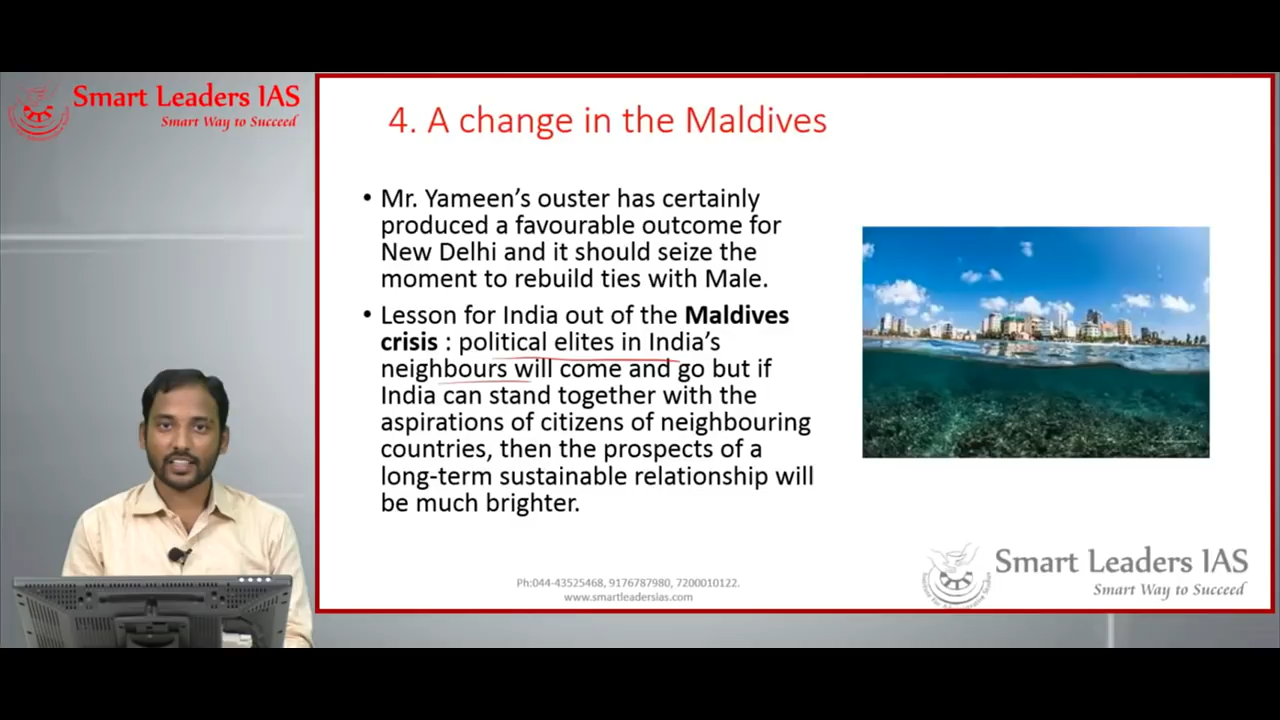 Smart Leaders IAS
Smart Way to Succeed
4. A change in the Maldives
• Mr. Yameen's ouster has certainly
produced a favourable outcome for
New Delhi and it should seize the
moment to rebuild ties with Male.
• Lesson for India out of the Maldives
crisis : political elites in India's
neighbours will come and go but if
India can stand together with the
aspirations of citizens of neighbouring
countries, then the prospects of a
long-term sustainable relationship will
be much brighter.
Ph:044-43525468, 9176787980, 7200010122.
www.smartleadersias.com
Smart Leaders IAS
Smart Way to Succeed